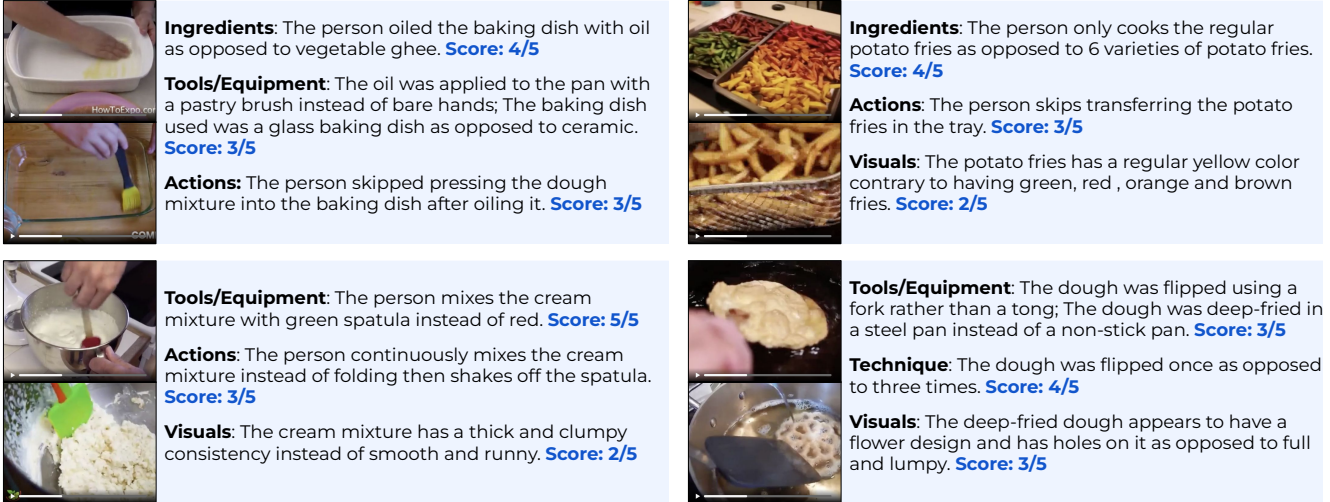 HowToExpo.com
COM
Ingredients: The person oiled the baking dish with oil
as opposed to vegetable ghee. Score: 4/5
Tools/Equipment: The oil was applied to the pan with
a pastry brush instead of bare hands; The baking dish
used was a glass baking dish as opposed to ceramic.
Score: 3/5
Actions: The person skipped pressing the dough
mixture into the baking dish after oiling it. Score: 3/5
Ingredients: The person only cooks the regular
potato fries as opposed to 6 varieties of potato fries.
Score: 4/5
Actions: The person skips transferring the potato
fries in the tray. Score: 3/5
Visuals: The potato fries has a regular yellow color
contrary to having green, red , orange and brown
fries. Score: 2/5
Tools/Equipment: The person mixes the cream
mixture with green spatula instead of red. Score: 5/5
Actions: The person continuously mixes the cream
mixture instead of folding then shakes off the spatula.
Score: 3/5
Visuals: The cream mixture has a thick and clumpy
consistency instead of smooth and runny. Score: 2/5
Tools/Equipment: The dough was flipped using a
fork rather than a tong; The dough was deep-fried in
a steel pan instead of a non-stick pan. Score: 3/5
Technique: The dough was flipped once as opposed
to three times. Score: 4/5
Visuals: The deep-fried dough appears to have a
flower design and has holes on it as opposed to full
and lumpy. Score: 3/5